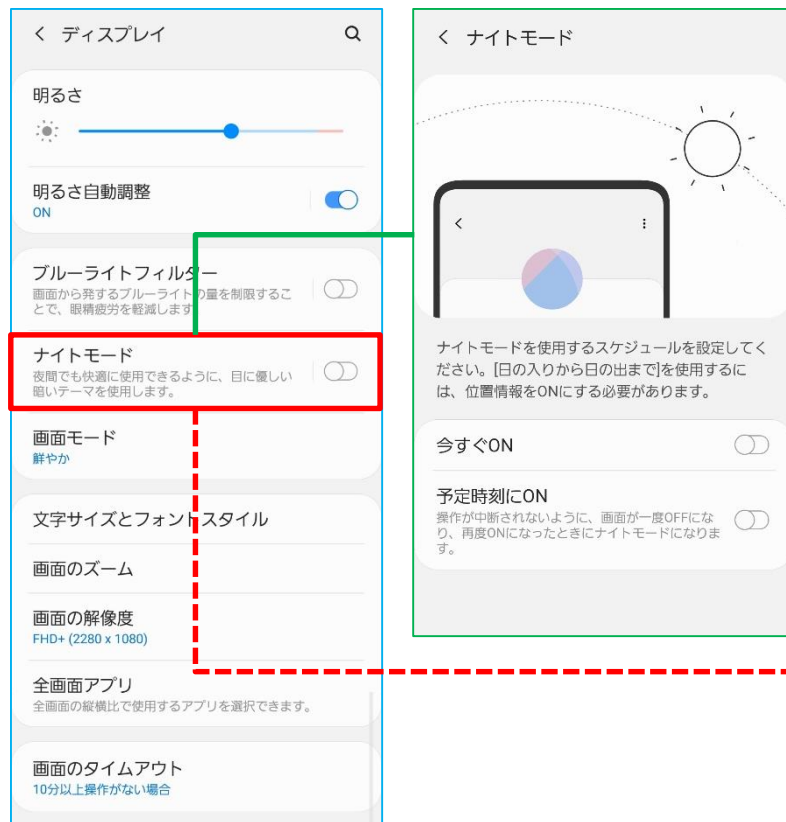 ディスプレイ
明るさ
明るさ自動調整
ON
ブルーライトフィルター
画面から発するブルーライトの量を制限するこ
とで、眼精疲労を軽減します。
ナイトモード
夜間でも快適に使用できるように、目に優しい
暗いテーマを使用します。
画面モード
鮮やか
文字サイズとフォントスタイル
画面のズーム
画面の解像度
FHD+ (2280 x 1080)
全画面アプリ
全画面の縦横比で使用するアプリを選択できます。
画面のタイムアウト
10分以上操作がない場合
ナイトモード
ナイトモードを使用するスケジュールを設定してく
ださい。[日の入りから日の出まで]を使用するに
は、位置情報をONにする必要があります。
今すぐON
予定時刻にON
操作が中断されないように、画面が一度OFFにな
り、再度ONになったときにナイトモードになりま
す。